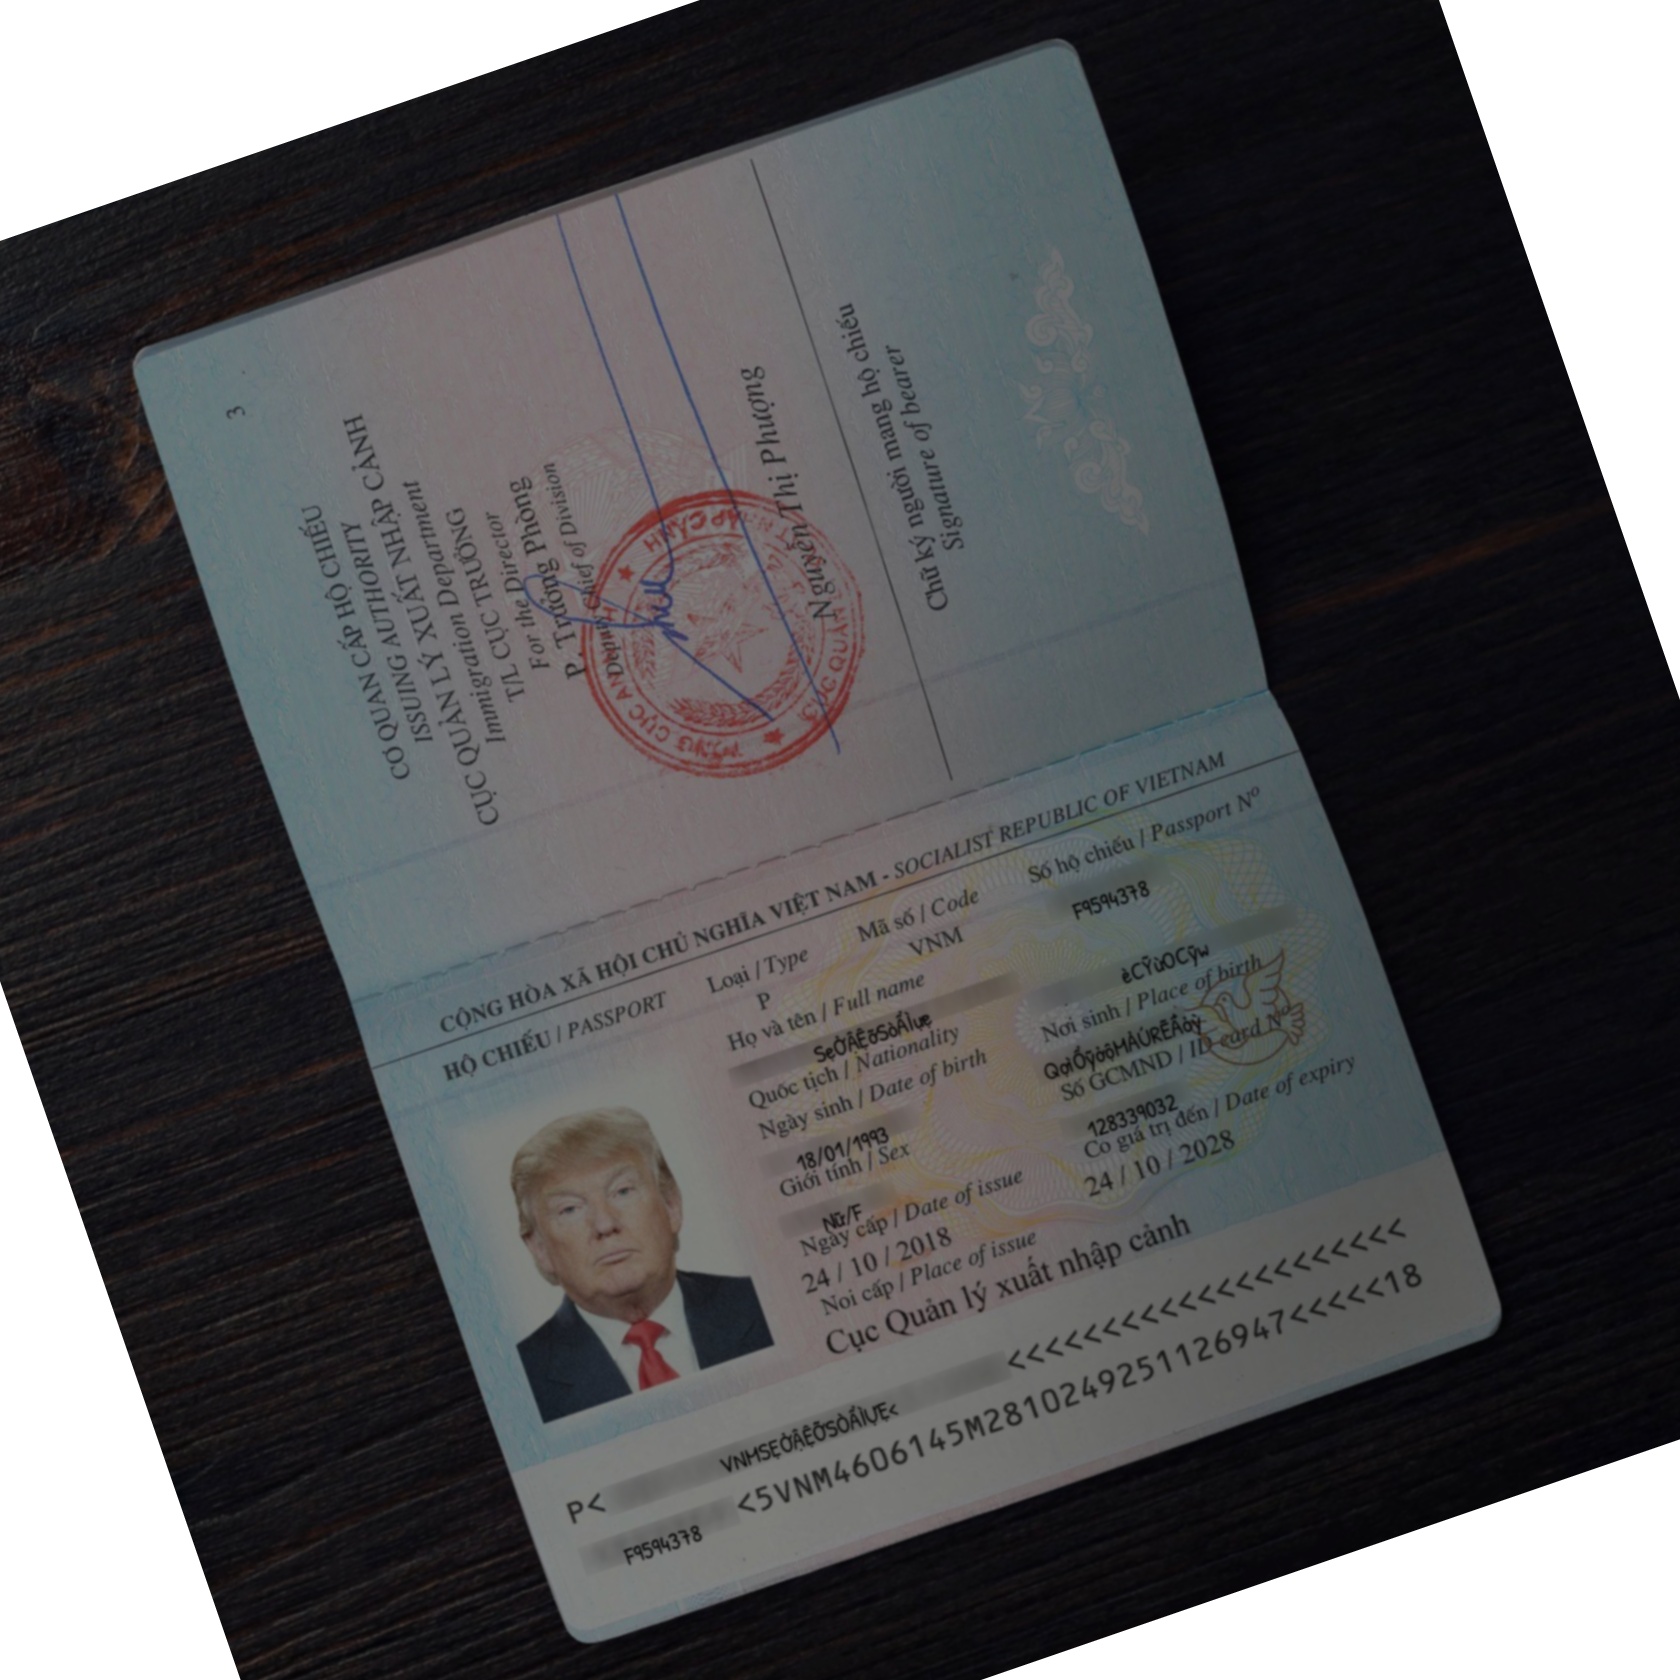 3
CƠ QUAN CẤP HỘ CHIẾU
ISSUING AUTHORITY
CỤC QUẢN LÝ XUẤT NHẬP CẢNH
Immigration Department
T/L CỤC TRƯỞNG
For the Director
P. Trưởng Phòng
Deputy Chief of Division
Nguyễn Thị Phượng
Chữ ký người mang hộ chiếu
Signature of bearer
CỘNG HÒA XÃ HỘI CHỦ NGHĨA VIỆT NAM - SOCIALIST REPUBLIC OF VIETNAM
HỘ CHIẾU / PASSPORT
Loại / Type
Mã số / Code
Số hộ chiếu / Passport Nº
P
VNM
F9594378
Họ và tên / Full name
Quốc tịch / Nationality
Ngày sinh / Date of birth
Nơi sinh / Place of birth
18/01/1993
Số GCMND / ID card Nº
128339032
Giới tính / Sex
Nữ/F
Ngày cấp / Date of issue
24 / 10 / 2018
Có giá trị đến / Date of expiry
24 / 10 / 2028
Nơi cấp / Place of issue
Cục Quản lý xuất nhập cảnh
P< <<<<<<<<<<<<<<<<<<<<<
F9594378 <5VNM4606145M2810249251126947<<<<<18